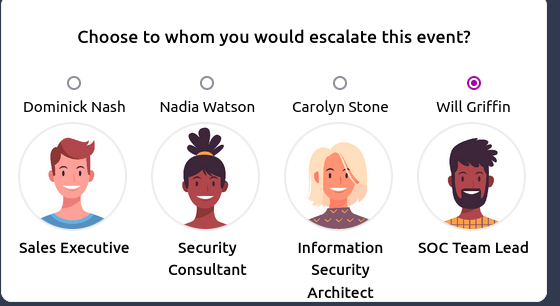 Choose to whom you would escalate this event?
Dominick Nash
Nadia Watson
Carolyn Stone
Will Griffin
Sales Executive
Security
Consultant
Information
Security
Architect
SOC Team Lead